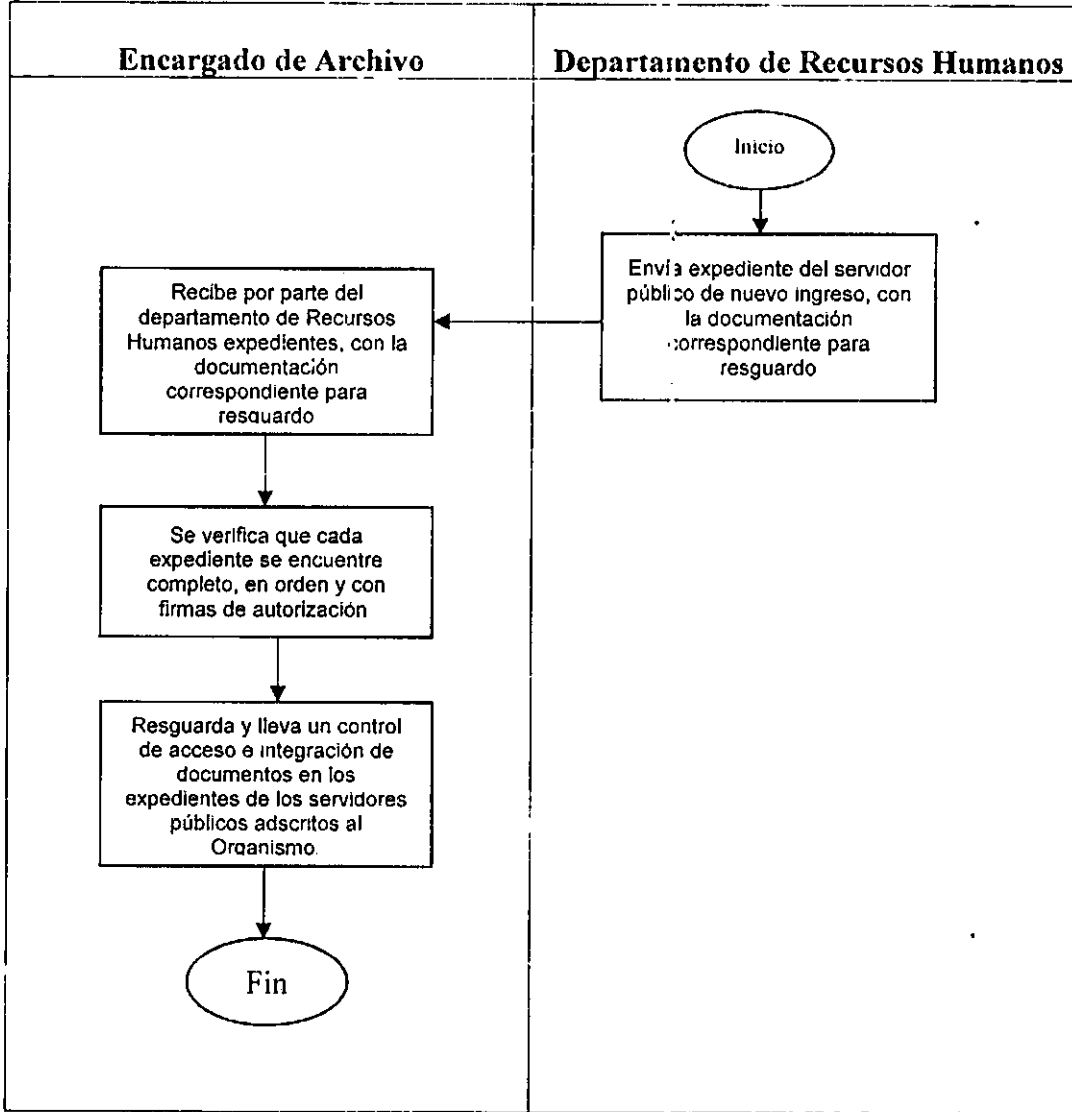 Encargado de Archivo
Departamento de Recursos Humanos
Inicio
Envía expediente del servidor
público de nuevo ingreso, con
la documentación
correspondiente para
resguardo
Recibe por parte del
departamento de Recursos
Humanos expedientes, con la
documentación
correspondiente para
resguardo
Se verifica que cada
expediente se encuentre
completo, en orden y con
firmas de autorización
Resguarda y lleva un control
de acceso e integración de
documentos en los
expedientes de los servidores
públicos adscritos al
Organismo.
Fin